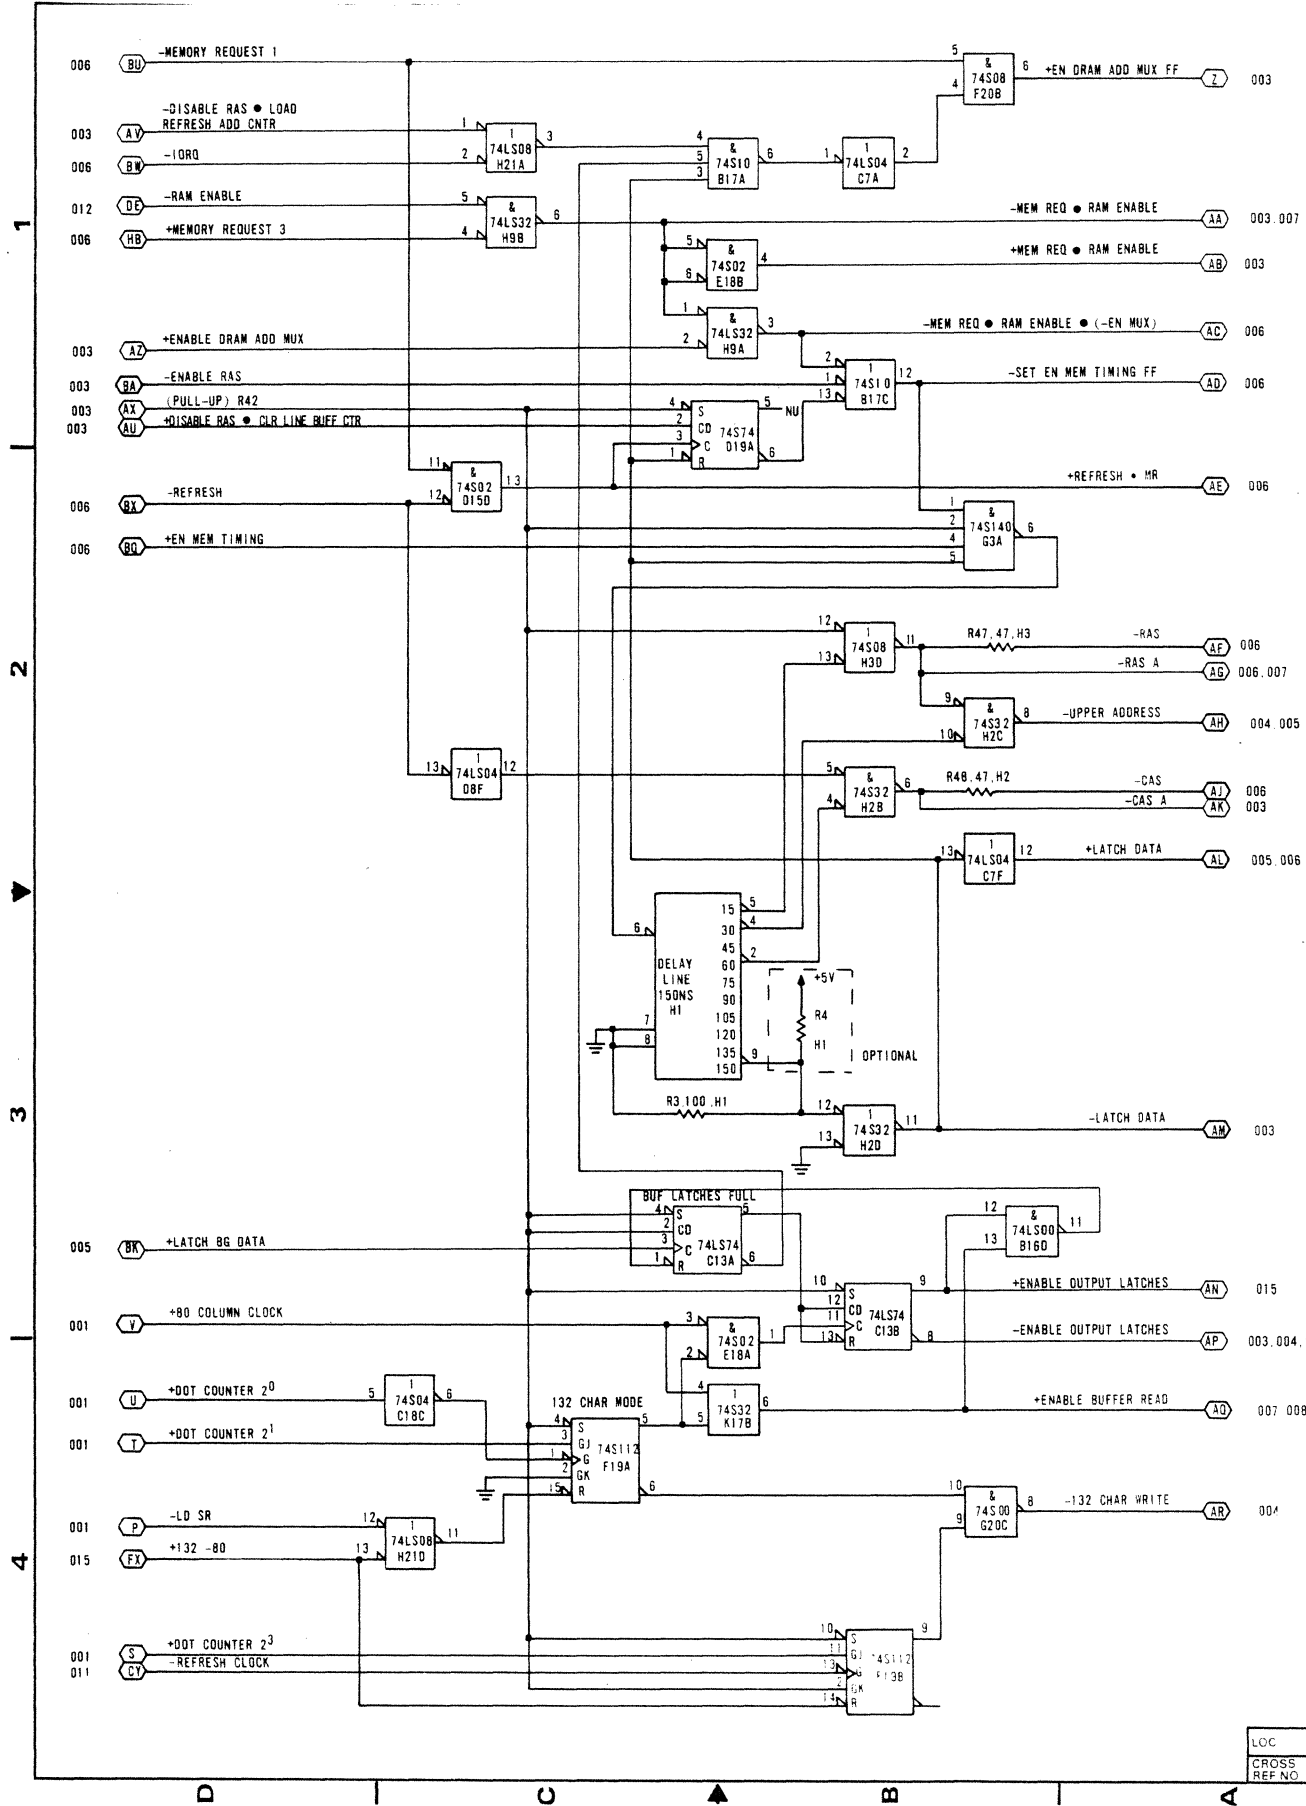 -MEMORY REQUEST 1
006 BU
5
&
74S08
F20B
4
6
+EN DRAM ADD MUX FF
Z 003
-DISABLE RAS ● LOAD
REFRESH ADD CNTR
003 AV
1
1
74LS08
H21A
3
-IORQ
006 BW
2
4
5
3
&
74S10
B17A
6
1
1
74LS04
C7A
2
-RAM ENABLE
012 DE
5
&
74LS32
H9B
6
+MEMORY REQUEST 3
006 HB
4
-MEM REQ ● RAM ENABLE
AA 003.007
5
6
&
74S02
E18B
4
+MEM REQ ● RAM ENABLE
AB 003
1
2
&
74LS32
H9A
3
-MEM REQ ● RAM ENABLE ● (-EN MUX)
AC 006
+ENABLE DRAM ADD MUX
003 AZ
-ENABLE RAS
003 BA
2
1
13
1
74S10
B17C
12
-SET EN MEM TIMING FF
AD 006
(PULL-UP) R42
003 AX
+DISABLE RAS ● CLR LINE BUFF CTR
003 AU
4 S
2 CD
3 C
1 R
74S74
D19A
5 NU
6
11
12
&
74S02
D15D
13
-REFRESH
006 BX
+REFRESH • MR
AE 006
+EN MEM TIMING
006 BQ
1
2
4
5
&
74S140
G3A
6
12
13
1
74S08
H3D
11
R47,47,H3
-RAS
AF 006
-RAS A
AG 006,007
9
10
&
74S32
H2C
8
-UPPER ADDRESS
AH 004.005
13
1
74LS04
D8F
12
5
4
&
74S32
H2B
6
R48,47,H2
-CAS
AJ 006
-CAS A
AK 003
13
1
74LS04
C7F
12
+LATCH DATA
AL 005.006
6
DELAY
LINE
150NS
H1
7
8
15 5
30 4
45
60 2
75
90
105
120
135
150
9
+5V
R4
H1
OPTIONAL
R3,100,H1
12
13
1
74S32
H2D
11
-LATCH DATA
AM 003
BUF LATCHES FULL
4 S
2 CD
3 C
1 R
74LS74
C13A
5
6
+LATCH BG DATA
005 BK
12
13
&
74LS00
B16D
11
10 S
12 CD
11 C
13 R
74LS74
C13B
9
8
+ENABLE OUTPUT LATCHES
AN 015
-ENABLE OUTPUT LATCHES
AP 003,004,
+80 COLUMN CLOCK
001 V
3
2
&
74S02
E18A
1
4
5
1
74S32
K17B
6
+ENABLE BUFFER READ
AQ 007 008
+DOT COUNTER 2⁰
001 U
5
1
74S04
C18C
6
+DOT COUNTER 2¹
001 T
132 CHAR MODE
4 S
3 GJ
1 G
2 GK
15 R
74S112
F19A
5
6
10
9
&
74S00
G20C
8
-132 CHAR WRITE
AR
-LD SR
001 P
12
1
74LS08
H21D
11
+132 -80
015 FX
13
+DOT COUNTER 2³
001 S
-REFRESH CLOCK
011 CY
10 S
11 GJ
13 G
2 GK
14 R
9
1
2
3
4
D
C
B
A
LOC
CROSS
REF NO